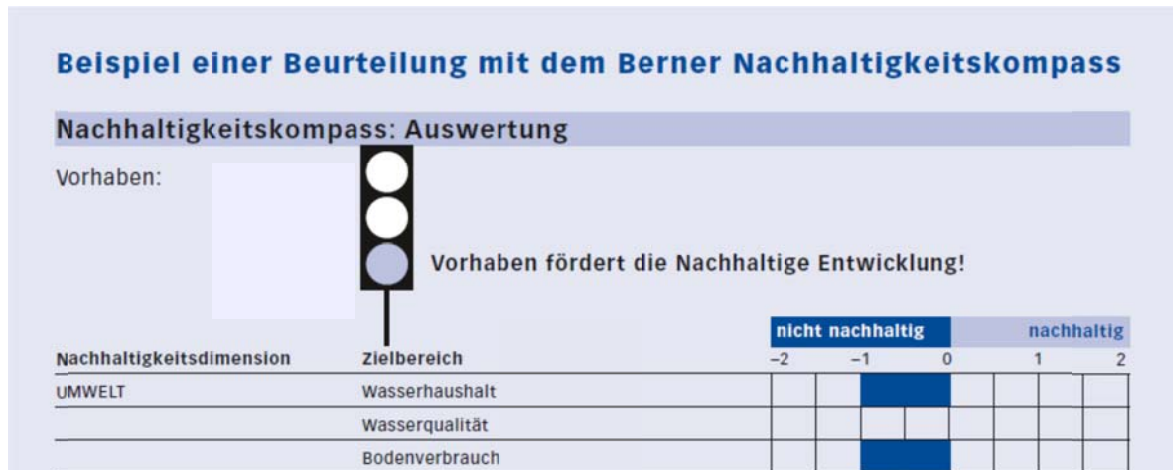 Beispiel einer Beurteilung mit dem Berner Nachhaltigkeitskompass
Nachhaltigkeitskompass: Auswertung
Vorhaben:
Vorhaben fördert die Nachhaltige Entwicklung!
nicht nachhaltig nachhaltig
Nachhaltigkeitsdimension Zielbereich -2 -1 0 1 2
UMWELT Wasserhaushalt
Wasserqualität
Bodenverbrauch